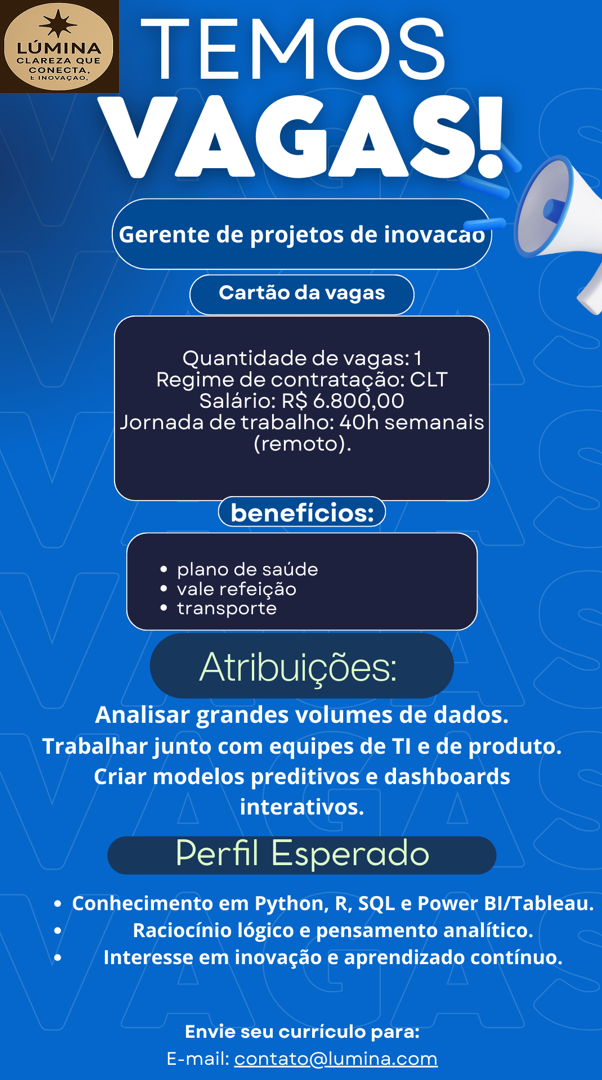 LÚMINA
CLAREZA QUE
CONECTA,
E INOVAÇÃO.
TEMOS
VAGAS!
Gerente de projetos de inovacao
Cartão da vagas
Quantidade de vagas: 1
Regime de contratação: CLT
Salário: R$ 6.800,00
Jornada de trabalho: 40h semanais
(remoto).
benefícios:
• plano de saúde
• vale refeição
• transporte
Atribuições:
Analisar grandes volumes de dados.
Trabalhar junto com equipes de TI e de produto.
Criar modelos preditivos e dashboards
interativos.
Perfil Esperado
• Conhecimento em Python, R, SQL e Power BI/Tableau.
• Raciocínio lógico e pensamento analítico.
• Interesse em inovação e aprendizado contínuo.
Envie seu currículo para:
E-mail: contato@lumina.com